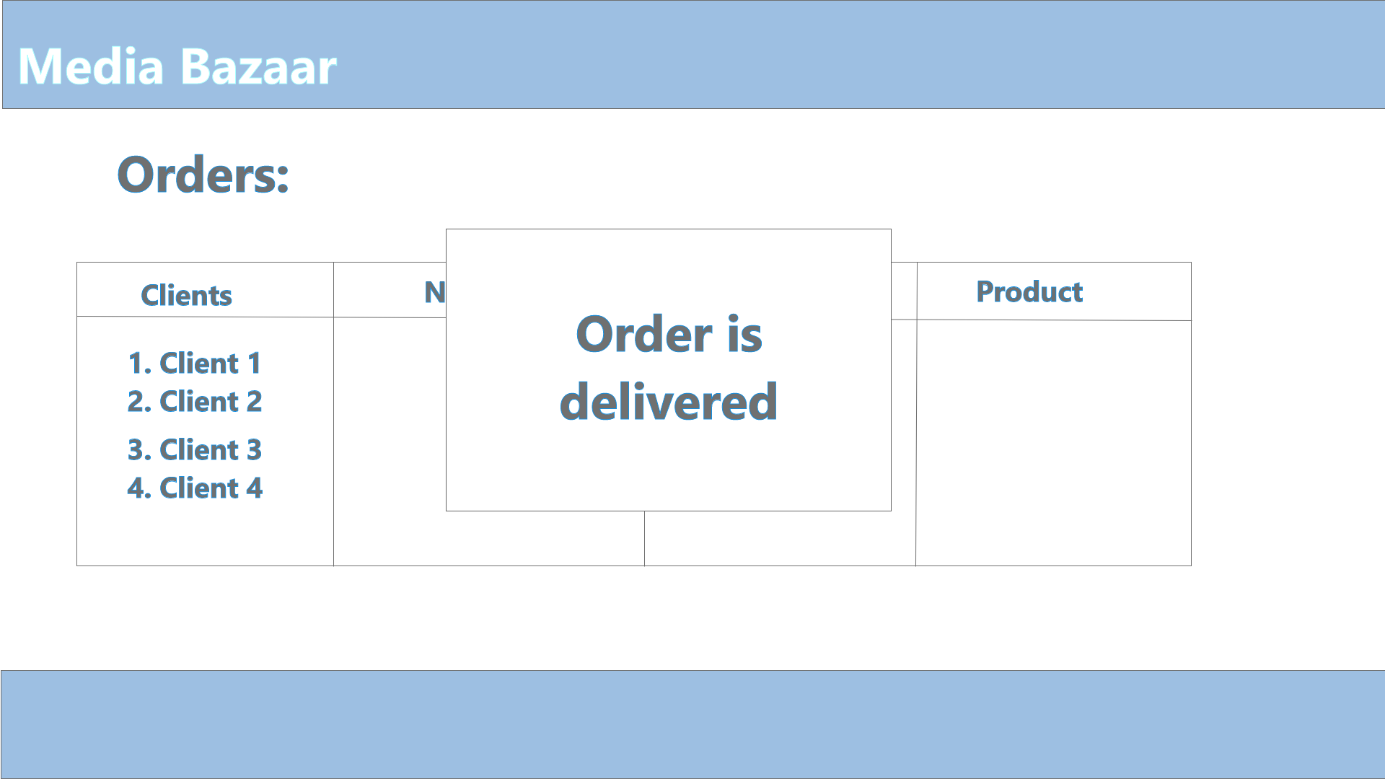 Media Bazaar
Orders:
Clients
N
Product
Order is
delivered
1. Client 1
2. Client 2
3. Client 3
4. Client 4